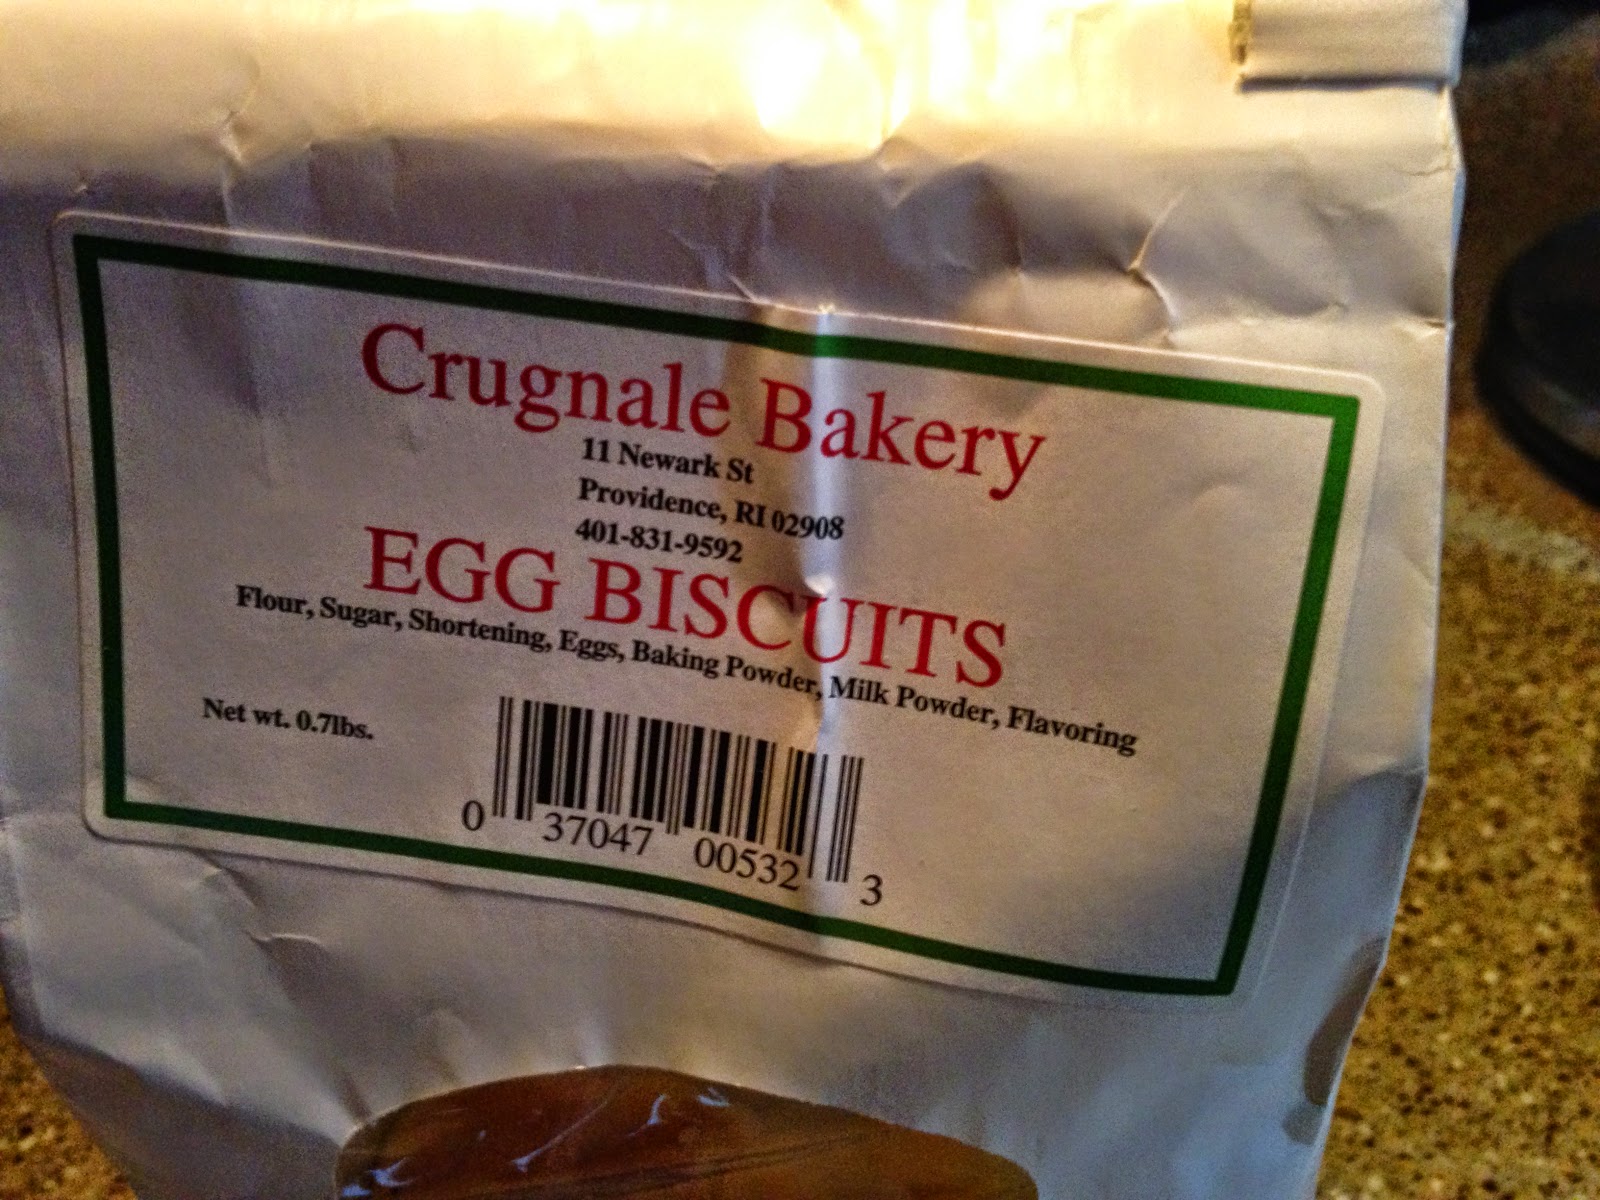 Crugnale Bakery
11 Newark St
Providence, RI 02908
401-831-9592
EGG BISCUITS
Flour, Sugar, Shortening, Eggs, Baking Powder, Milk Powder, Flavoring
Net wt. 0.7lbs.
0 37047 00532 3